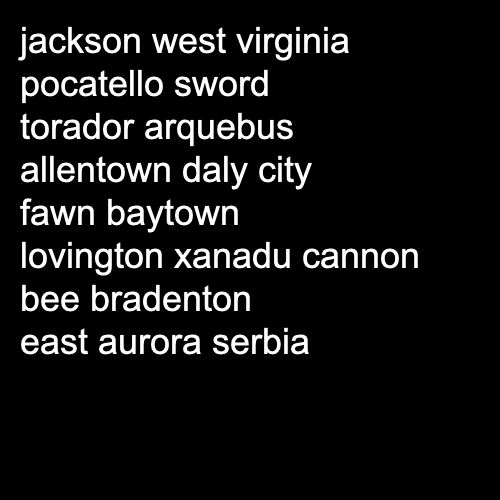 jackson west virginia
pocatello sword
torador arquebus
allentown daly city
fawn baytown
lovington xanadu cannon
bee bradenton
east aurora serbia